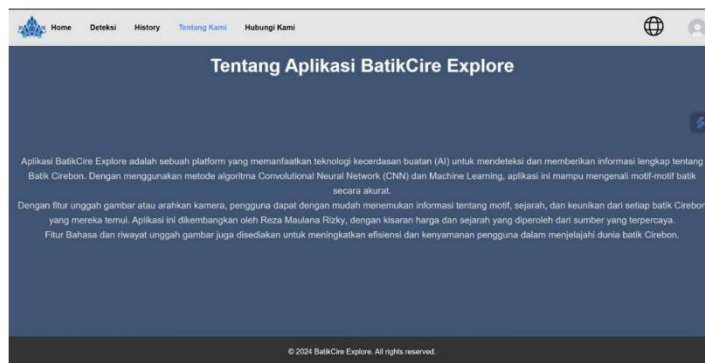 Home Deteksi History Tentang Kami Hubungi Kami
Tentang Aplikasi BatikCire Explore
Aplikasi BatikCire Explore adalah sebuah platform yang memanfaatkan teknologi kecerdasan buatan (AI) untuk mendeteksi dan memberikan informasi lengkap tentang
Batik Cirebon. Dengan menggunakan metode algoritma Convolutional Neural Network (CNN) dan Machine Learning, aplikasi ini mampu mengenali motif-motif batik
secara akurat.
Dengan fitur unggah gambar atau arahkan kamera, pengguna dapat dengan mudah menemukan informasi tentang motif, sejarah, dan keunikan dari setiap batik Cirebon
yang mereka temui. Aplikasi ini dikembangkan oleh Reza Maulana Rizky, dengan kisaran harga dan sejarah yang diperoleh dari sumber yang terpercaya.
Fitur Bahasa dan riwayat unggah gambar juga disediakan untuk meningkatkan efisiensi dan kenyamanan pengguna dalam menjelajahi dunia batik Cirebon.
© 2024 BatikCire Explore. All rights reserved.